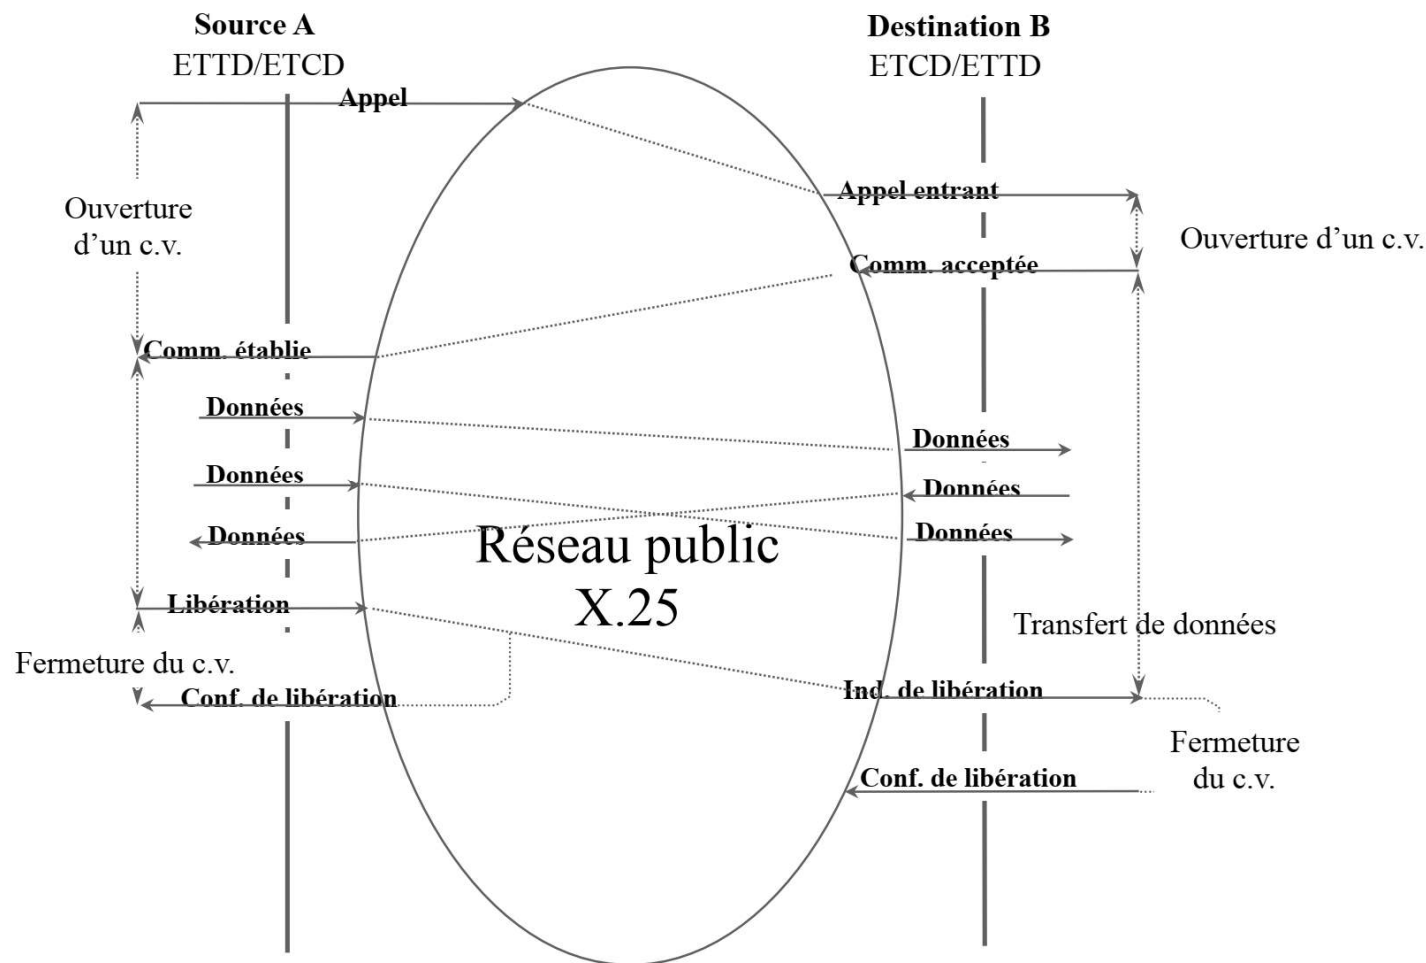 Source A
ETTD/ETCD
Destination B
ETCD/ETTD
Appel
Appel entrant
Ouverture
d’un c.v.
Ouverture d’un c.v.
Comm. acceptée
Comm. établie
Données
Données
Données
Données
Données
Données
Réseau public
X.25
Libération
Transfert de données
Fermeture du c.v.
Conf. de libération
Ind. de libération
Fermeture
du c.v.
Conf. de libération